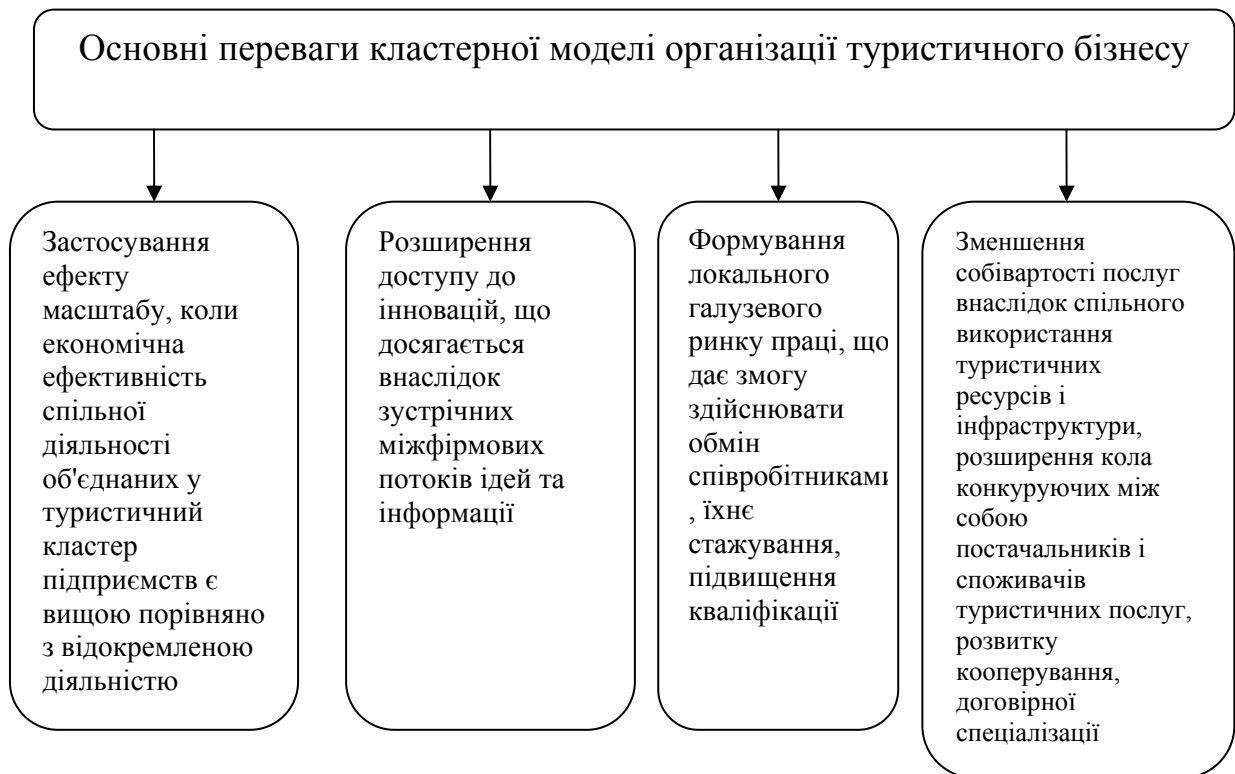 Основні переваги кластерної моделі організації туристичного бізнесу
Застосування
ефекту
масштабу, коли
економічна
ефективність
спільної
діяльності
об'єднаних у
туристичний
кластер
підприємств є
вищою порівняно
з відокремленою
діяльністю
Розширення
доступу до
інновацій, що
досягається
внаслідок
зустрічних
міжфірмових
потоків ідей та
інформації
Формування
локального
галузевого
ринку праці, що
дає змогу
здійснювати
обмін
співробітниками
, їхнє
стажування,
підвищення
кваліфікації
Зменшення
собівартості послуг
внаслідок спільного
використання
туристичних
ресурсів і
інфраструктури,
розширення кола
конкуруючих між
собою
постачальників і
споживачів
туристичних послуг,
розвитку
кооперування,
договірної
спеціалізації